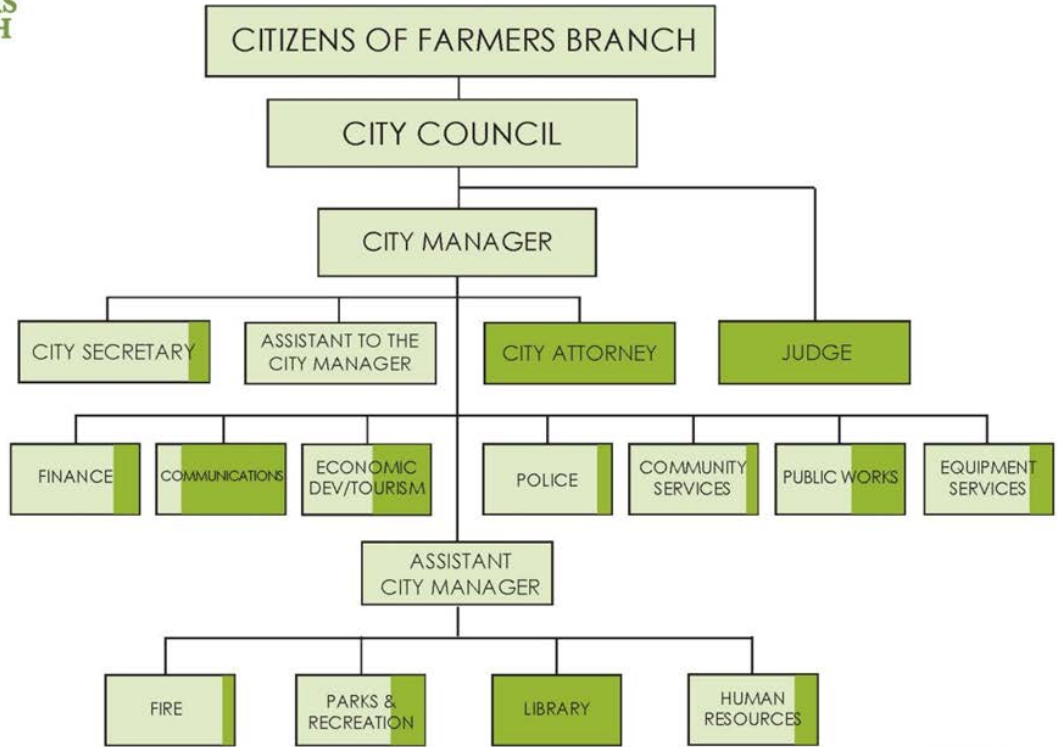 CITIZENS OF FARMERS BRANCH
CITY COUNCIL
CITY MANAGER
CITY SECRETARY
ASSISTANT TO THE
CITY MANAGER
CITY ATTORNEY
JUDGE
FINANCE
COMMUNICATIONS
ECONOMIC
DEV/TOURISM
POLICE
COMMUNITY
SERVICES
PUBLIC WORKS
EQUIPMENT
SERVICES
ASSISTANT
CITY MANAGER
FIRE
PARKS &
RECREATION
LIBRARY
HUMAN
RESOURCES